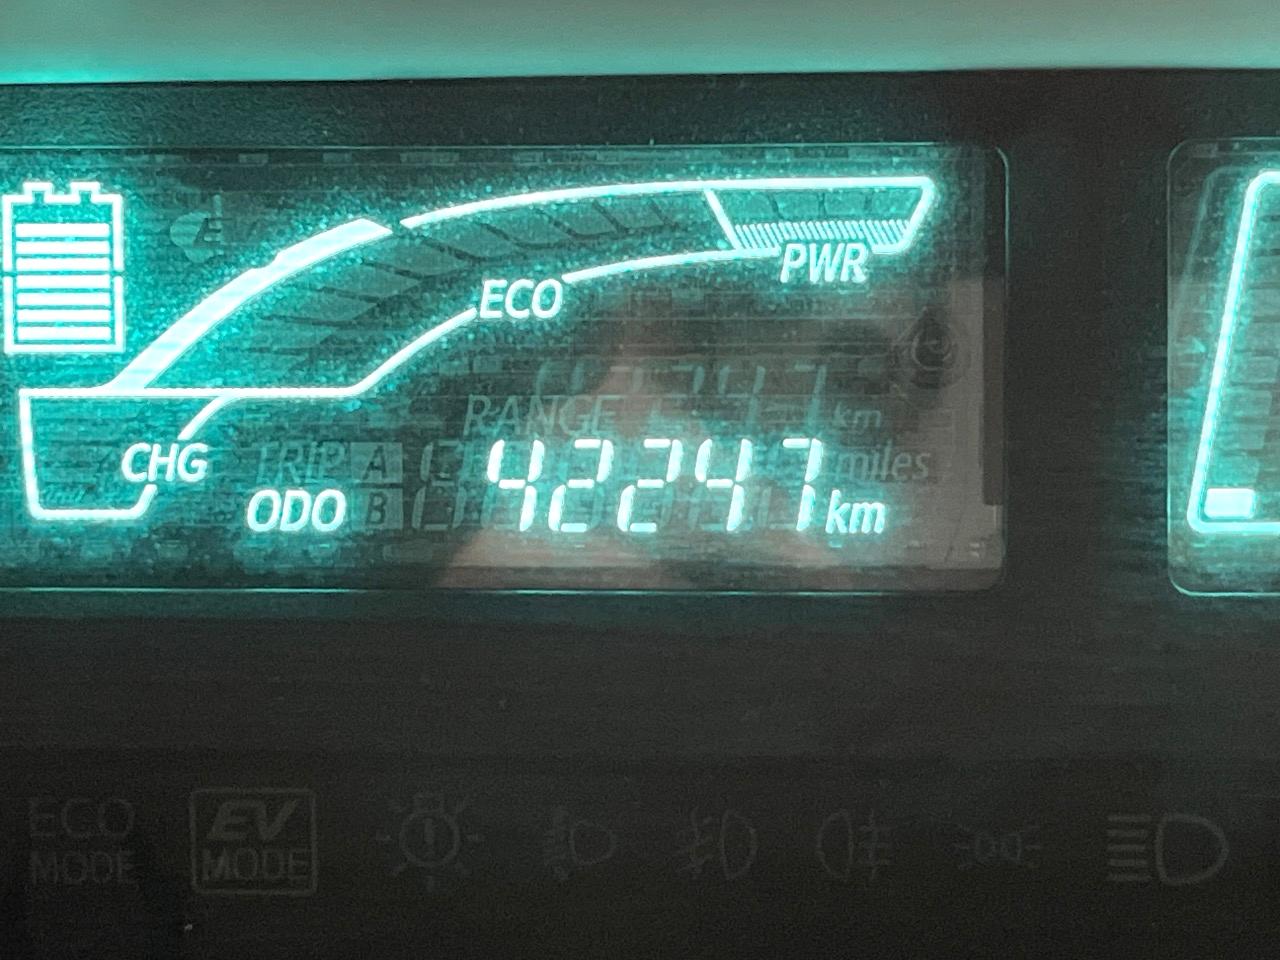 PWR
ECO
RANGE km
CHG TRIP A miles
ODO B 42247 km
ECO MODE
EV MODE